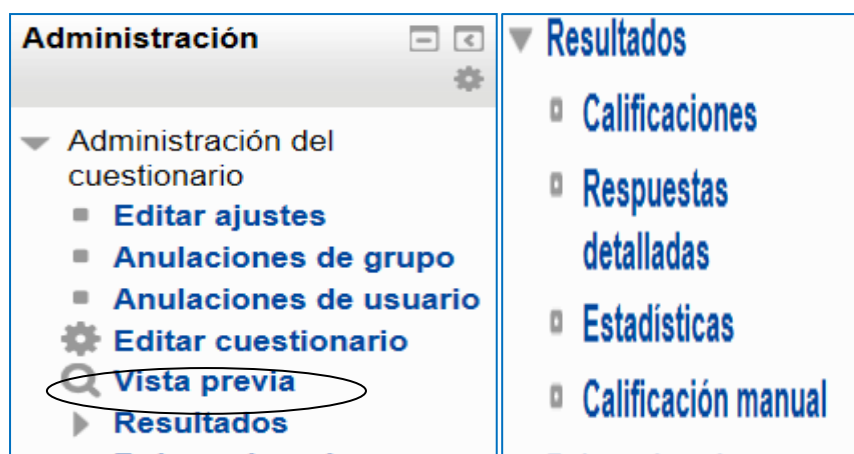 Administración
Administración del
cuestionario
Editar ajustes
Anulaciones de grupo
Anulaciones de usuario
Editar cuestionario
Vista previa
Resultados
Resultados
Calificaciones
Respuestas
detalladas
Estadísticas
Calificación manual